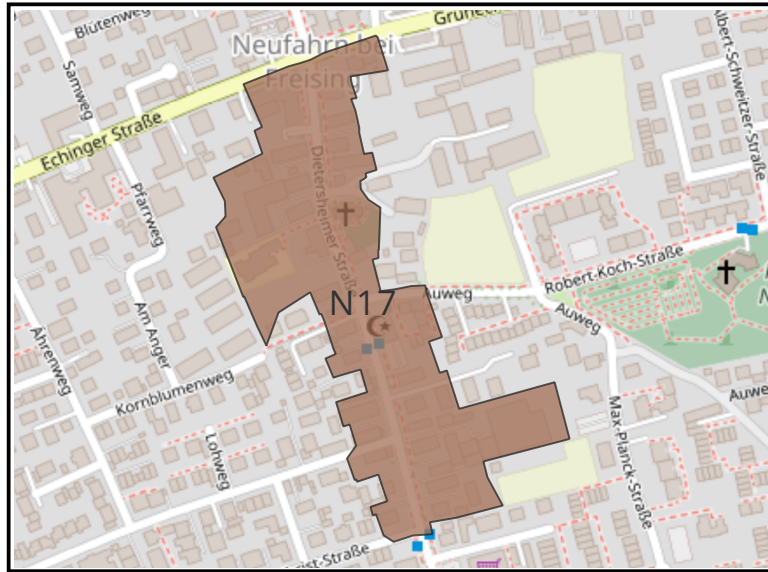 Blütenweg
Samweg
Neufahrn bei
Freising
Echinger Straße
Albert-Schweitzer-Straße
Dietersheimer Straße
Pfarrweg
Robert-Koch-Straße
N17
Auweg
Auweg
Am Anger
Ährenweg
Kornblumenweg
Lohweg
Max-Planck-Straße